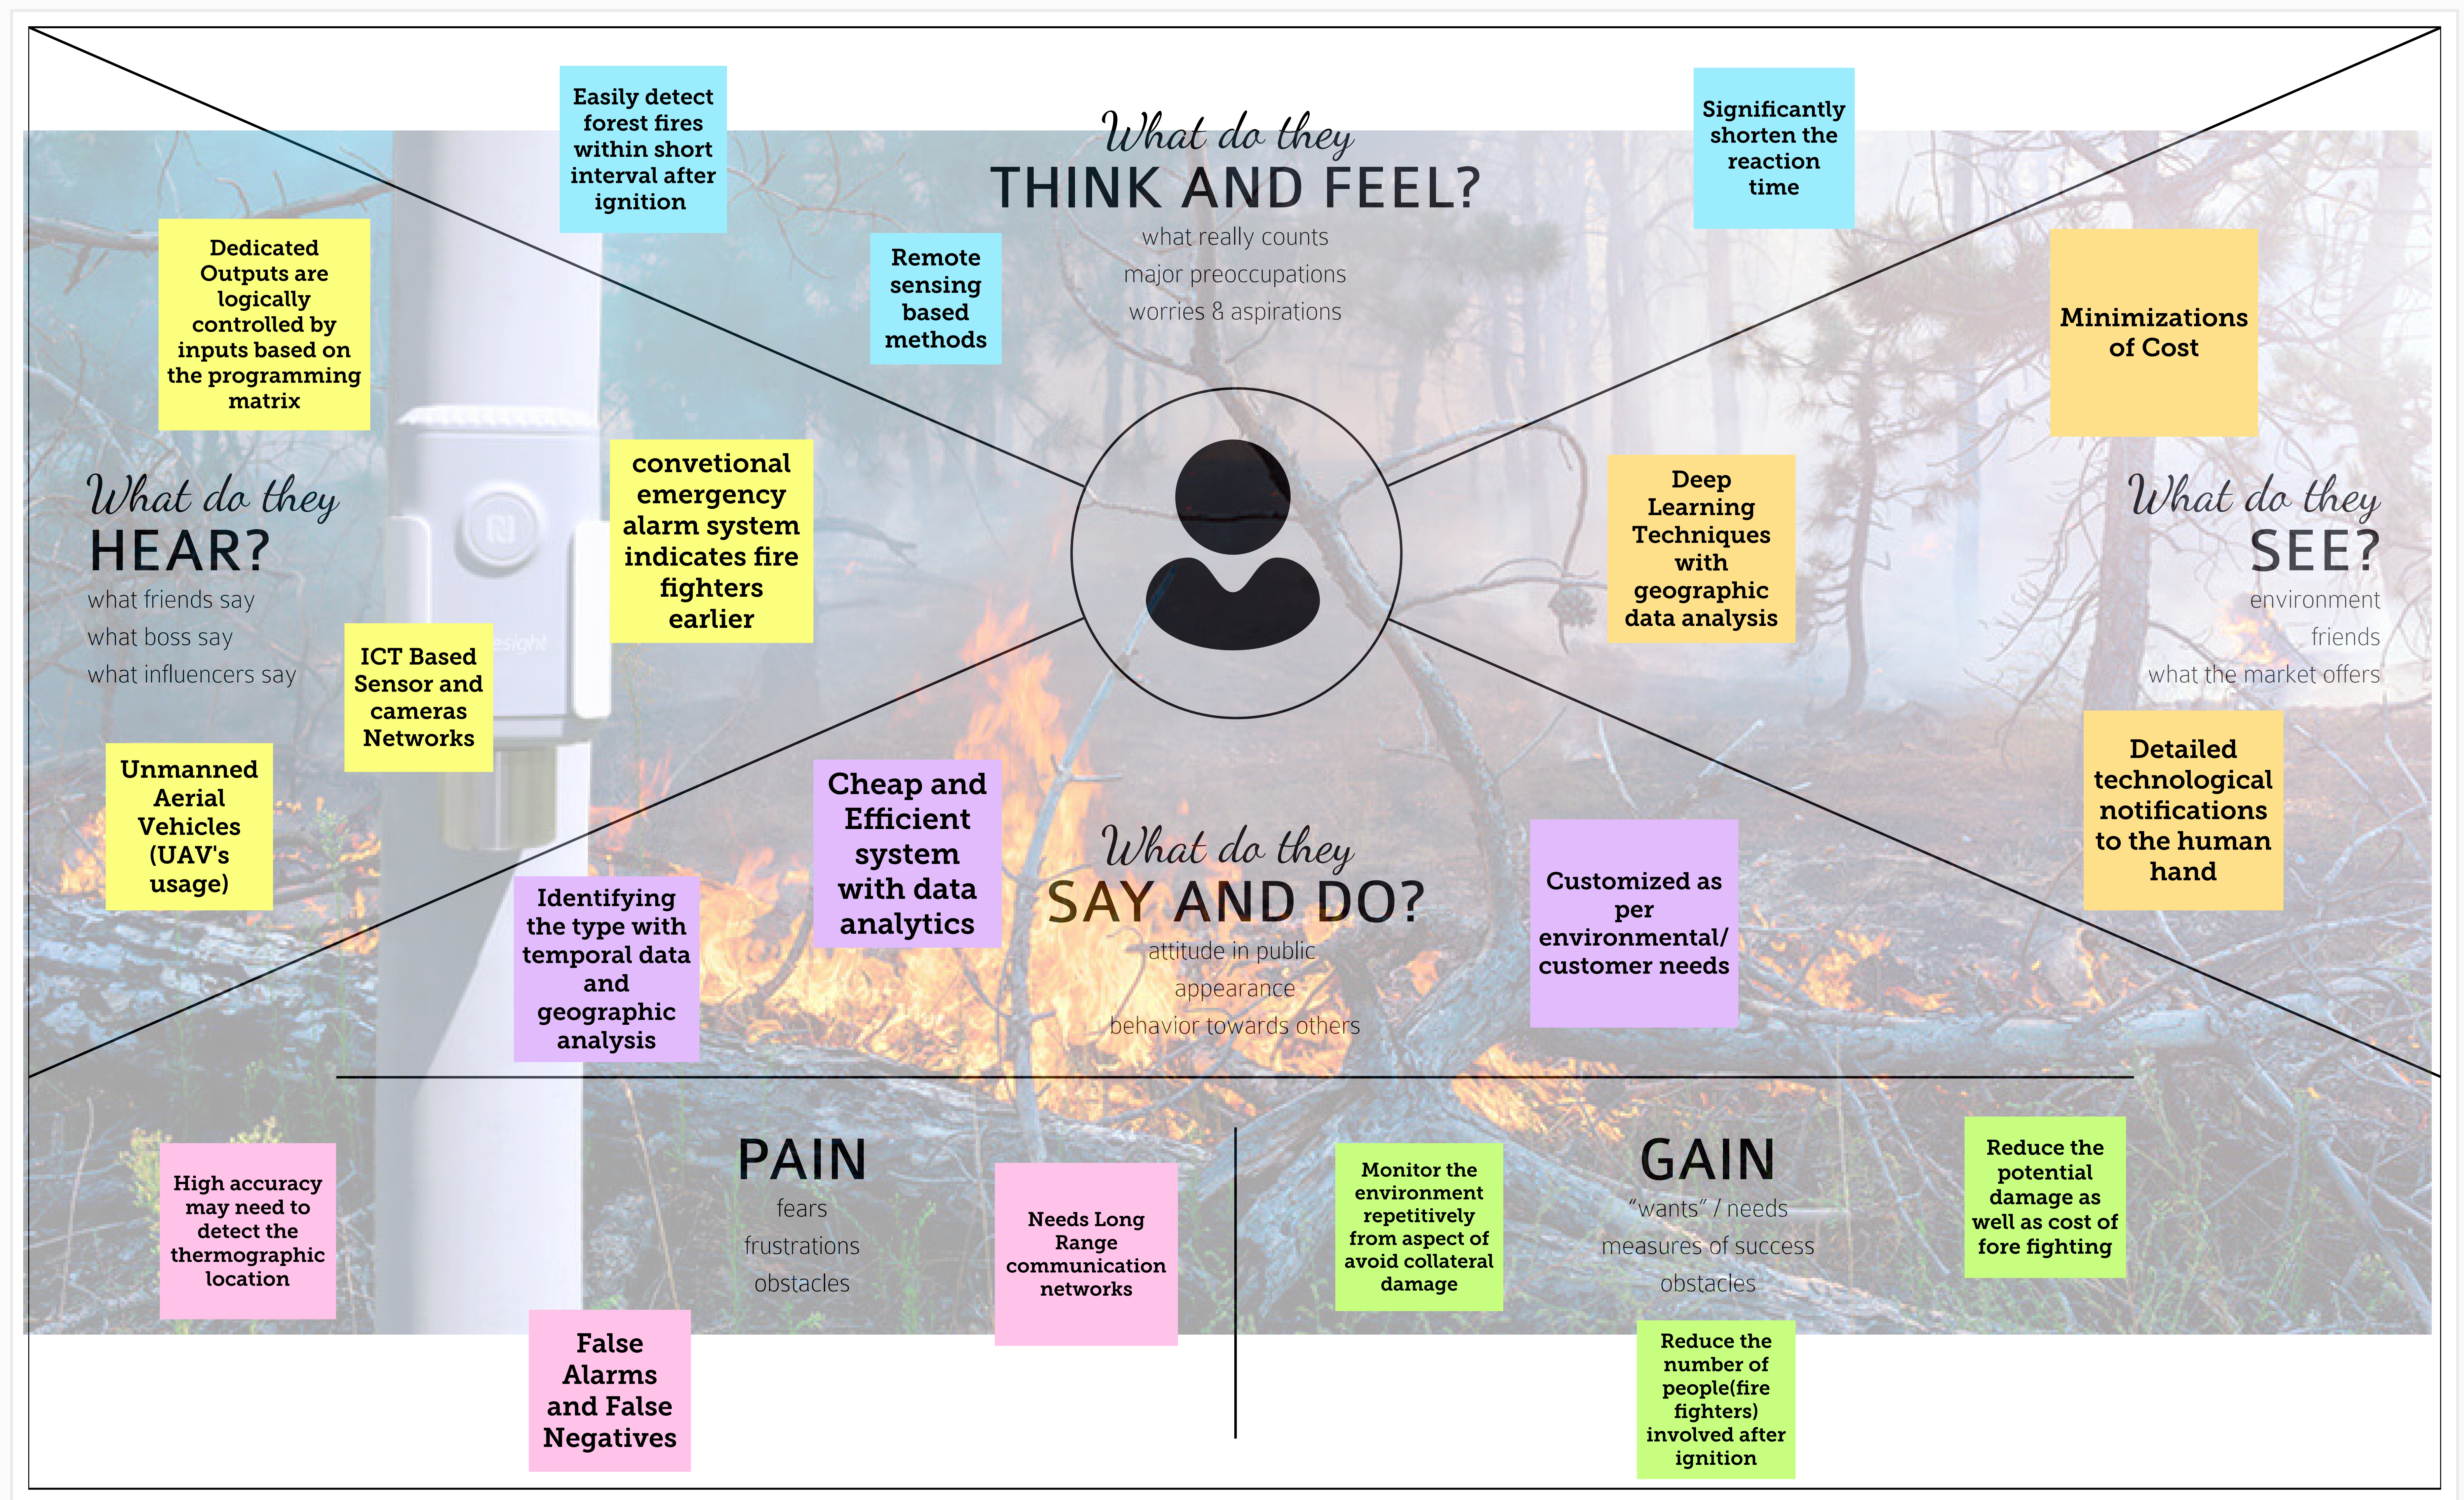 What do they
THINK AND FEEL?
what really counts
major preoccupations
worries & aspirations
Easily detect
forest fires
within short
interval after
ignition
Remote
sensing
based
methods
Significantly
shorten the
reaction
time
What do they
HEAR?
what friends say
what boss say
what influencers say
Dedicated
Outputs are
logically
controlled by
inputs based on
the programming
matrix
convetional
emergency
alarm system
indicates fire
fighters
earlier
ICT Based
Sensor and
cameras
Networks
esight
Unmanned
Aerial
Vehicles
(UAV's
usage)
What do they
SEE?
environment
friends
what the market offers
Minimizations
of Cost
Deep
Learning
Techniques
with
geographic
data analysis
Detailed
technological
notifications
to the human
hand
What do they
SAY AND DO?
attitude in public
appearance
behavior towards others
Cheap and
Efficient
system
with data
analytics
Identifying
the type with
temporal data
and
geographic
analysis
Customized as
per
environmental/
customer needs
PAIN
fears
frustrations
obstacles
High accuracy
may need to
detect the
thermographic
location
False
Alarms
and False
Negatives
Needs Long
Range
communication
networks
GAIN
“wants” / needs
measures of success
obstacles
Monitor the
environment
repetitively
from aspect of
avoid collateral
damage
Reduce the
potential
damage as
well as cost of
fore fighting
Reduce the
number of
people(fire
fighters)
involved after
ignition